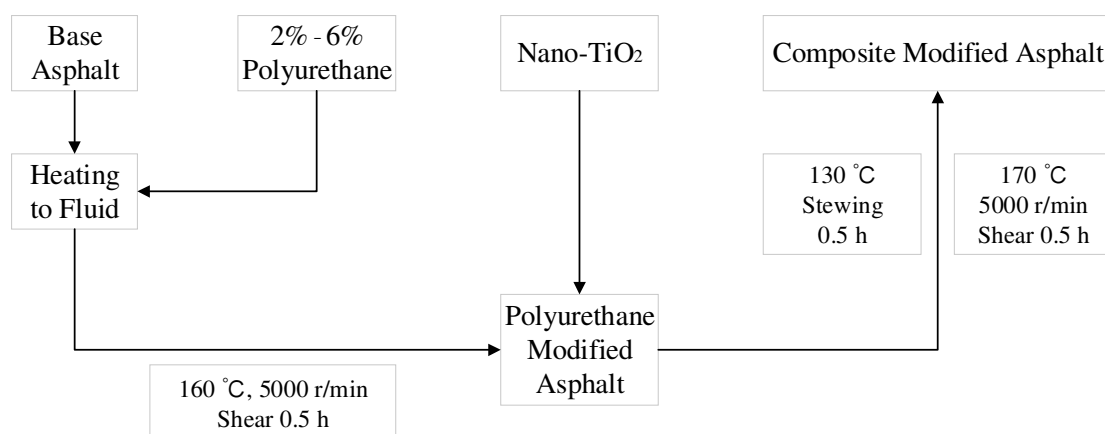 Base
Asphalt
2% - 6%
Polyurethane
Nano-TiO₂
Composite Modified Asphalt
Heating
to Fluid
130 ℃
Stewing
0.5 h
170 ℃
5000 r/min
Shear 0.5 h
Polyurethane
Modified
Asphalt
160 ℃, 5000 r/min
Shear 0.5 h